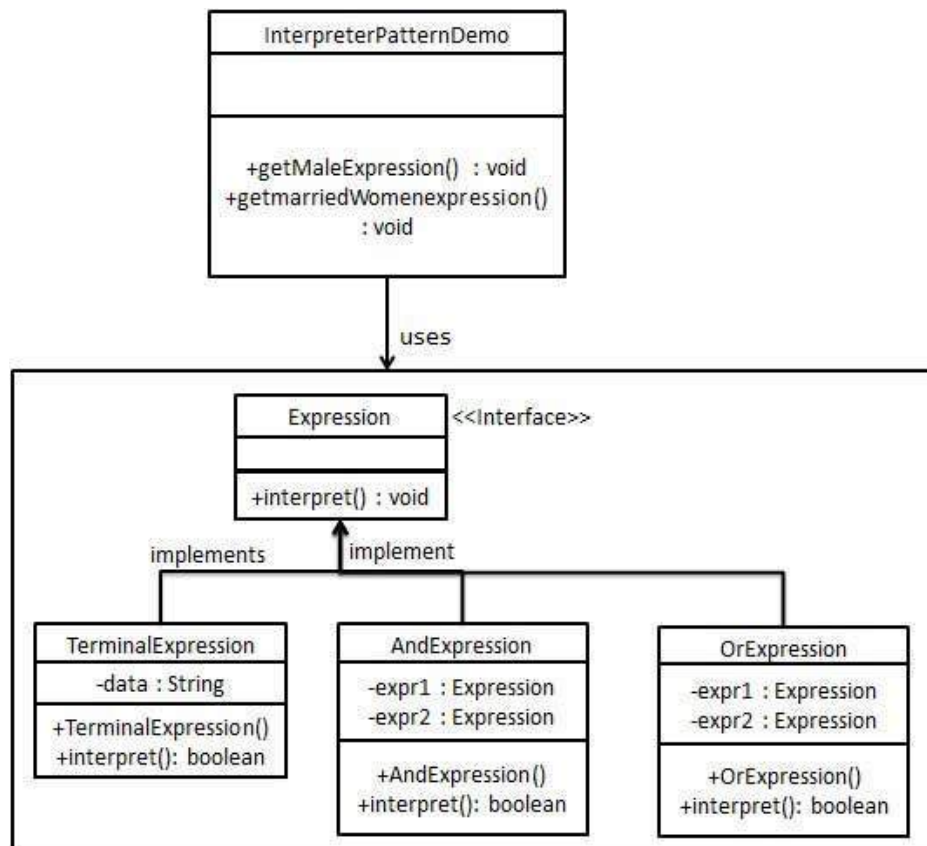 InterpreterPatternDemo
+getMaleExpression() : void
+getmarriedWomenexpression()
: void
uses
Expression
<<Interface>>
+interpret() : void
implements
implement
TerminalExpression
-data : String
+TerminalExpression()
+interpret(): boolean
AndExpression
-expr1 : Expression
-expr2 : Expression
+AndExpression()
+interpret(): boolean
OrExpression
-expr1 : Expression
-expr2 : Expression
+OrExpression()
+interpret(): boolean